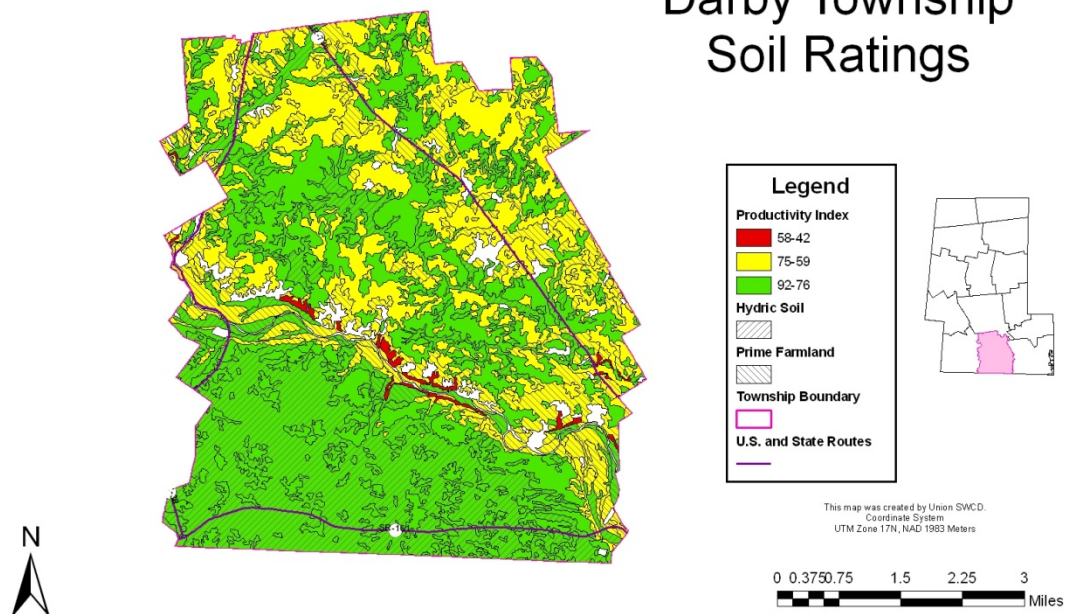 Darby Township
Soil Ratings
Legend
Productivity Index
58-42
75-59
92-76
Hydric Soil
Prime Farmland
Township Boundary
U.S. and State Routes
This map was created by Union SWCD.
Coordinate System
UTM Zone 17N, NAD 1983 Meters
N
0 0.375 0.75 1.5 2.25 3
Miles